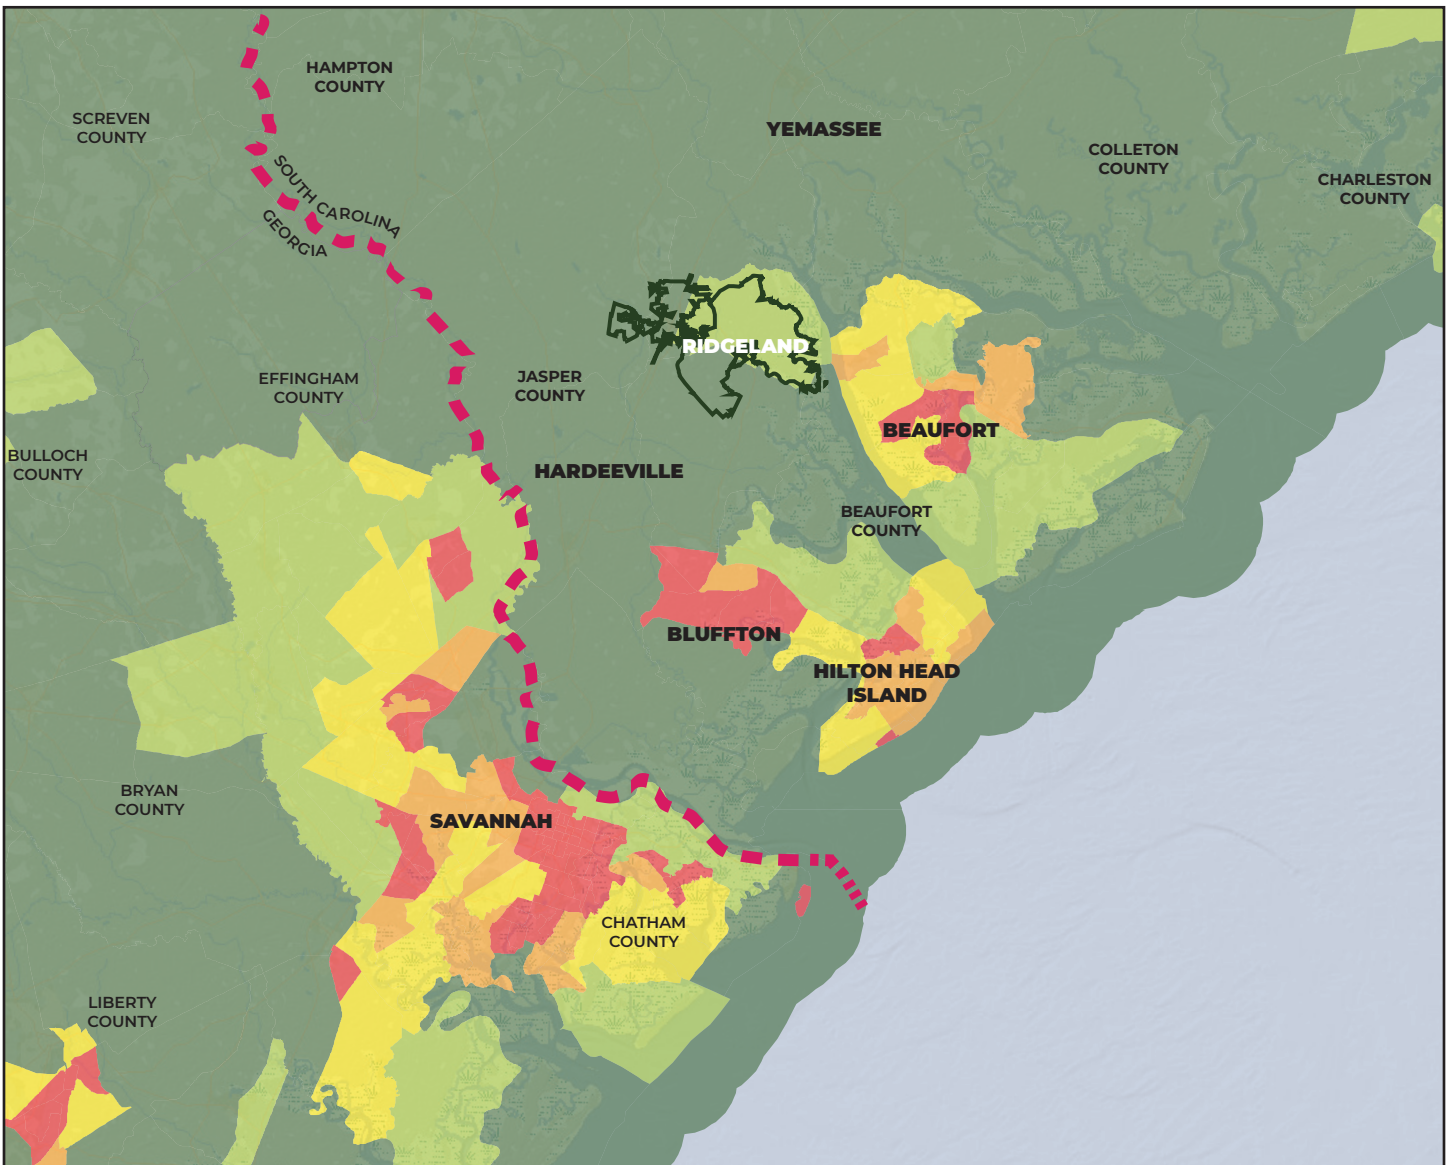 HAMPTON
COUNTY
SCREVEN
COUNTY
YEMASSEE
COLLETON
COUNTY
CHARLESTON
COUNTY
SOUTH CAROLINA
GEORGIA
RIDGELAND
EFFINGHAM
COUNTY
JASPER
COUNTY
BEAUFORT
BULLOCH
COUNTY
HARDEEVILLE
BEAUFORT
COUNTY
BLUFFTON
HILTON HEAD
ISLAND
BRYAN
COUNTY
SAVANNAH
CHATHAM
COUNTY
LIBERTY
COUNTY